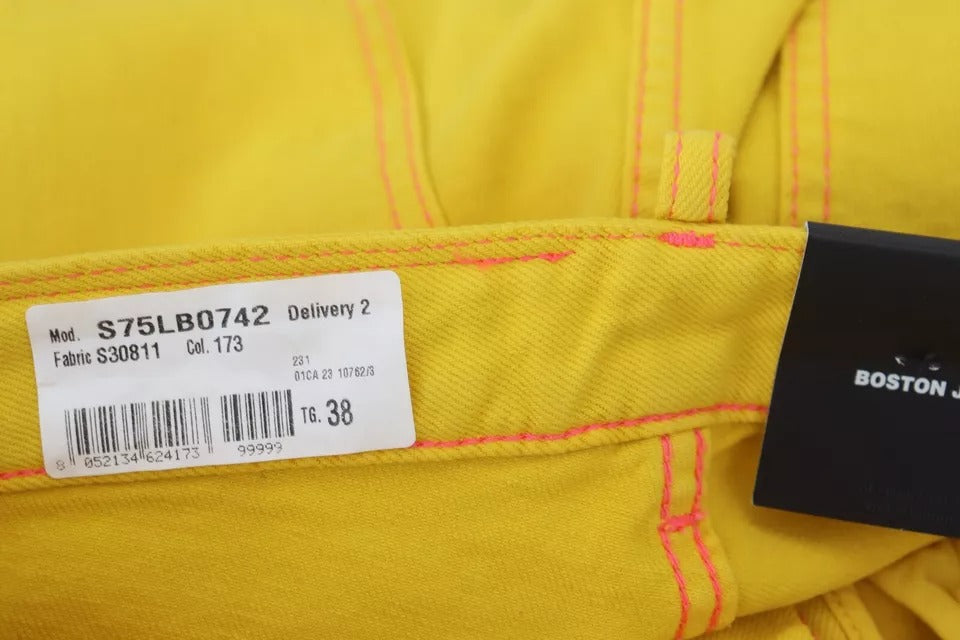 Mod. S75LB0742 Delivery 2
Fabric S30811 Col. 173
231
01CA 23 10762/3
TG. 38
8 052134 624173 99999
BOSTON J